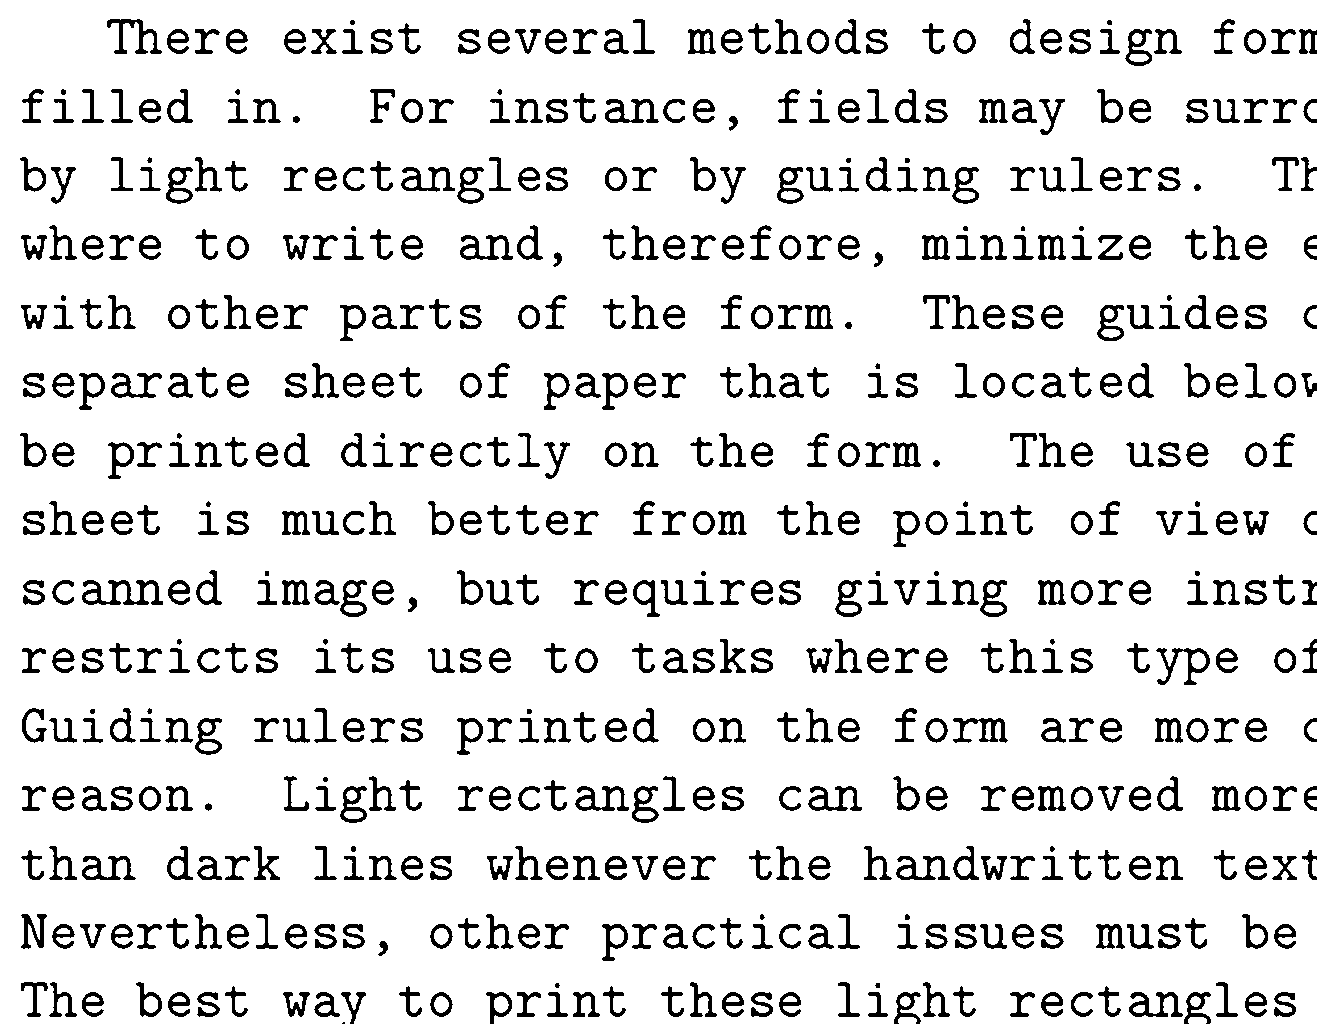 There exist several methods to design form
filled in. For instance, fields may be surro
by light rectangles or by guiding rulers. Th
where to write and, therefore, minimize the e
with other parts of the form. These guides c
separate sheet of paper that is located below
be printed directly on the form. The use of
sheet is much better from the point of view o
scanned image, but requires giving more instr
restricts its use to tasks where this type of
Guiding rulers printed on the form are more c
reason. Light rectangles can be removed more
than dark lines whenever the handwritten text
Nevertheless, other practical issues must be
The best way to print these light rectangles